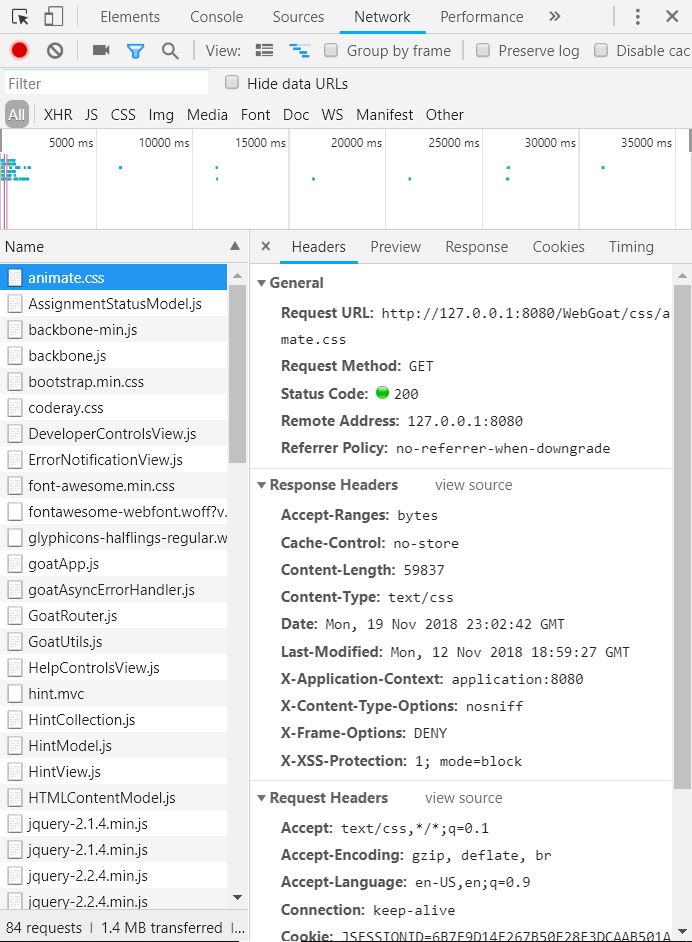 Elements Console Sources Network Performance »
View: Group by frame Preserve log Disable cac
Filter Hide data URLs
All XHR JS CSS Img Media Font Doc WS Manifest Other
5000 ms 10000 ms 15000 ms 20000 ms 25000 ms 30000 ms 35000 ms
Name
animate.css
AssignmentStatusModel.js
backbone-min.js
backbone.js
bootstrap.min.css
coderay.css
DeveloperControlsView.js
ErrorNotificationView.js
font-awesome.min.css
fontawesome-webfont.woff?v.
glyphicons-halflings-regular.w
goatApp.js
goatAsyncErrorHandler.js
GoatRouter.js
GoatUtils.js
HelpControlsView.js
hint.mvc
HintCollection.js
HintModel.js
HintView.js
HTMLContentModel.js
jquery-2.1.4.min.js
jquery-2.1.4.min.js
jquery-2.2.4.min.js
jquery-2.2.4.min.js
84 requests | 1.4 MB transferred |...
× Headers Preview Response Cookies Timing
General
Request URL: http://127.0.0.1:8080/WebGoat/css/a
mate.css
Request Method: GET
Status Code: 200
Remote Address: 127.0.0.1:8080
Referrer Policy: no-referrer-when-downgrade
Response Headers view source
Accept-Ranges: bytes
Cache-Control: no-store
Content-Length: 59837
Content-Type: text/css
Date: Mon, 19 Nov 2018 23:02:42 GMT
Last-Modified: Mon, 12 Nov 2018 18:59:27 GMT
X-Application-Context: application:8080
X-Content-Type-Options: nosniff
X-Frame-Options: DENY
X-XSS-Protection: 1; mode=block
Request Headers view source
Accept: text/css,*/*;q=0.1
Accept-Encoding: gzip, deflate, br
Accept-Language: en-US,en;q=0.9
Connection: keep-alive
Cookie: